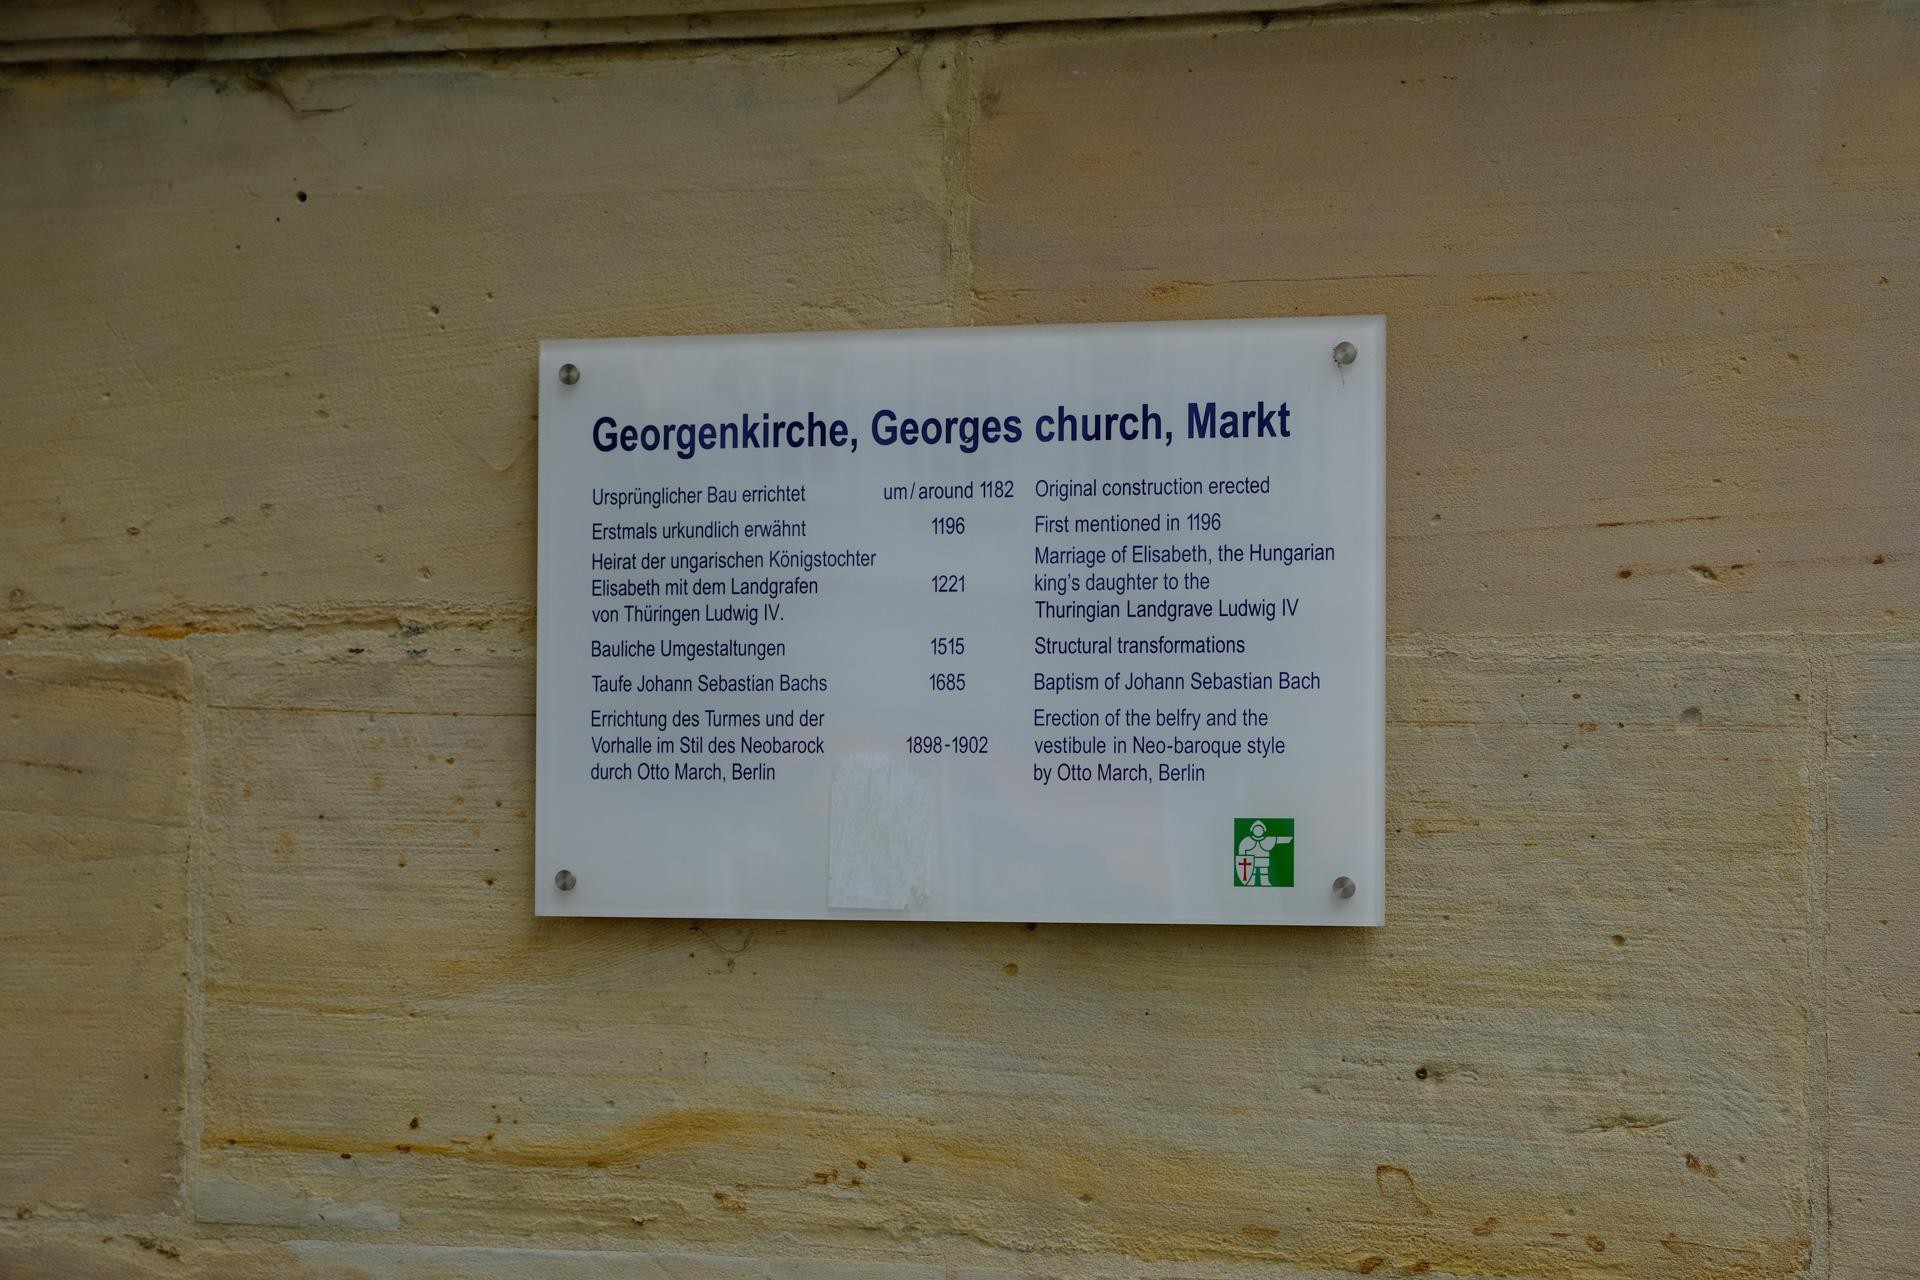 Georgenkirche, Georges church, Markt
Ursprünglicher Bau errichtet um / around 1182 Original construction erected
Erstmals urkundlich erwähnt 1196 First mentioned in 1196
Heirat der ungarischen Königstochter
Elisabeth mit dem Landgrafen
von Thüringen Ludwig IV.
1221
Marriage of Elisabeth, the Hungarian
king's daughter to the
Thuringian Landgrave Ludwig IV
Bauliche Umgestaltungen 1515 Structural transformations
Taufe Johann Sebastian Bachs 1685 Baptism of Johann Sebastian Bach
Errichtung des Turmes und der
Vorhalle im Stil des Neobarock
durch Otto March, Berlin
1898-1902
Erection of the belfry and the
vestibule in Neo-baroque style
by Otto March, Berlin